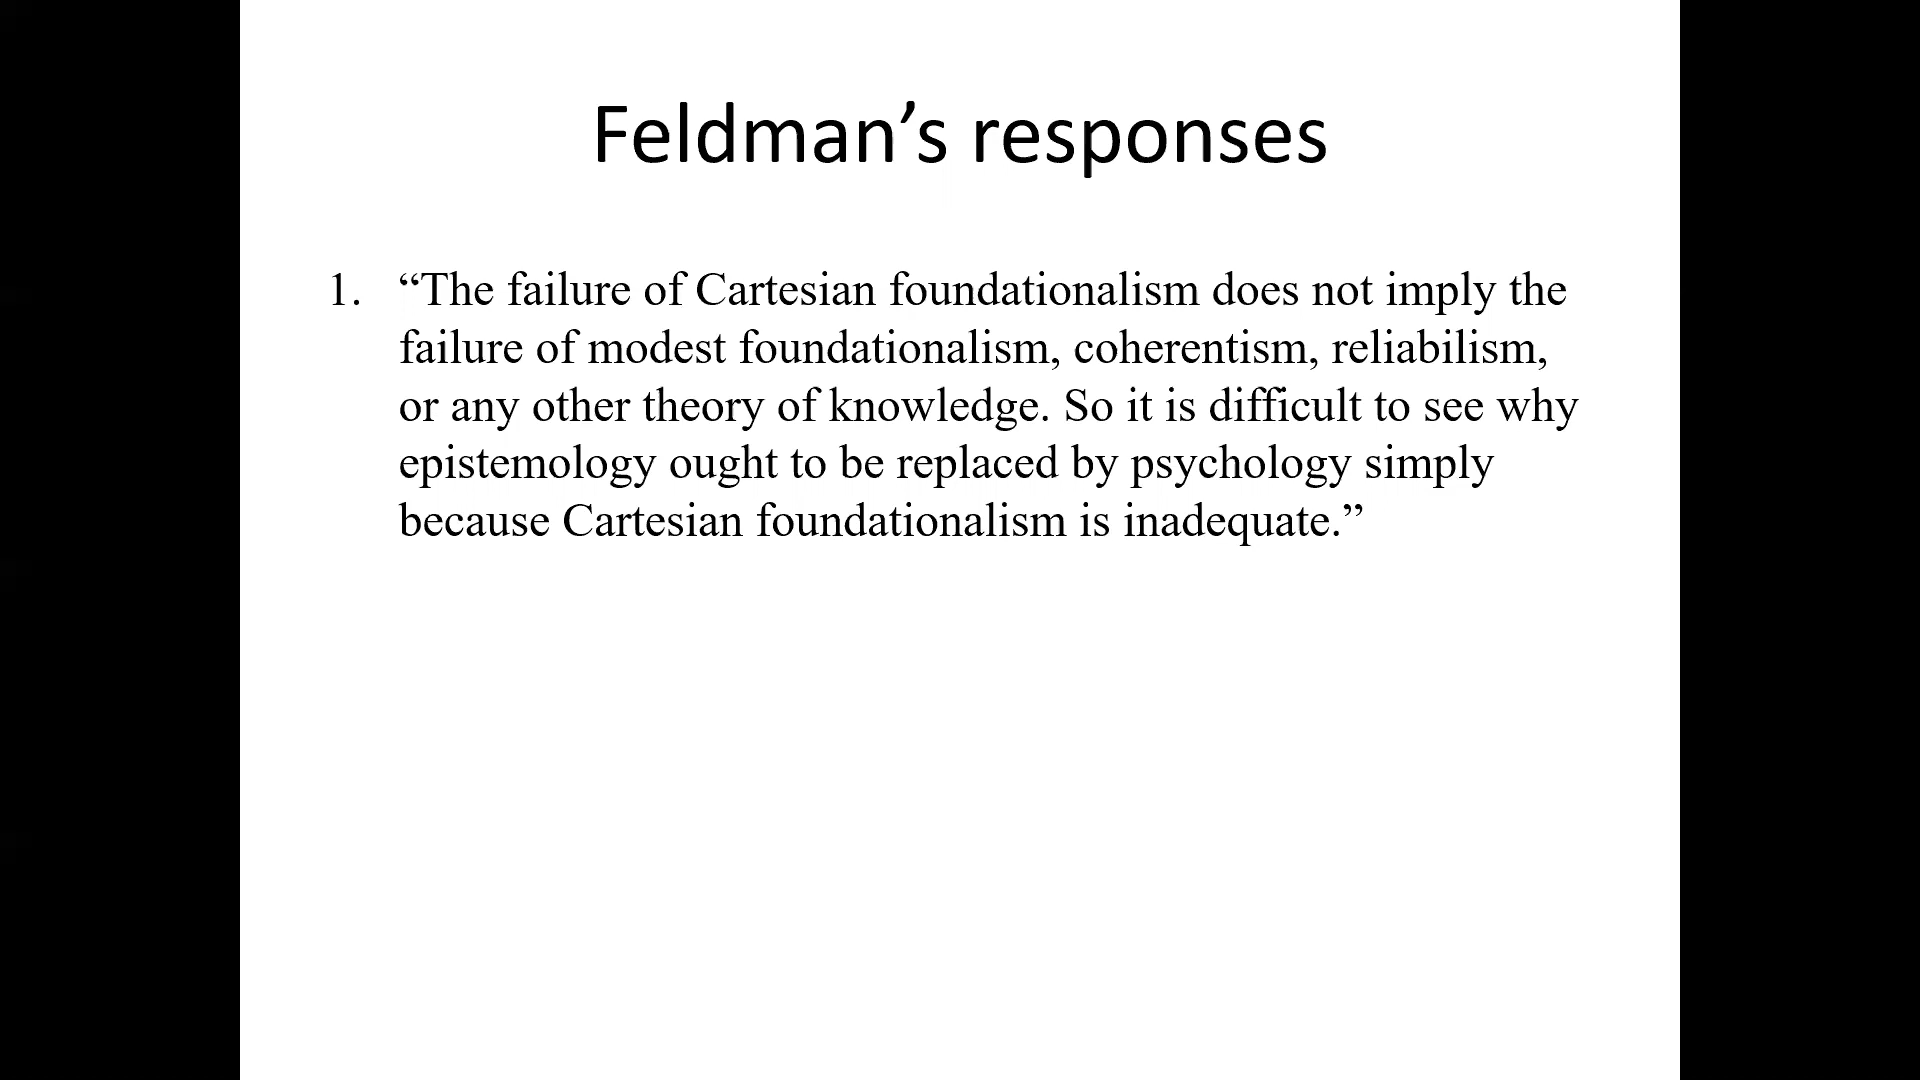 Feldman’s responses
1. “The failure of Cartesian foundationalism does not imply the
failure of modest foundationalism, coherentism, reliabilism,
or any other theory of knowledge. So it is difficult to see why
epistemology ought to be replaced by psychology simply
because Cartesian foundationalism is inadequate.”